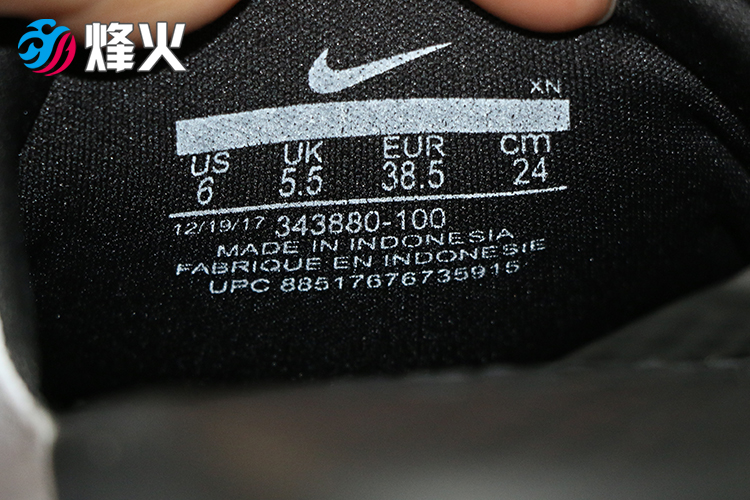 烽火
XN
US UK EUR cm
6 5.5 38.5 24
12/19/17 343880-100
MADE IN INDONESIA
FABRIQUE EN INDONESIE
UPC 88517676735915